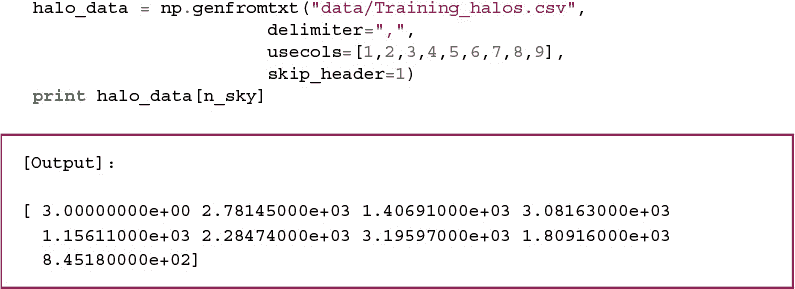 halo_data = np.genfromtxt("data/Training_halos.csv",
delimiter=",",
usecols=[1,2,3,4,5,6,7,8,9],
skip_header=1)
print halo_data[n_sky]
[Output]:
[ 3.00000000e+00 2.78145000e+03 1.40691000e+03 3.08163000e+03
1.15611000e+03 2.28474000e+03 3.19597000e+03 1.80916000e+03
8.45180000e+02]